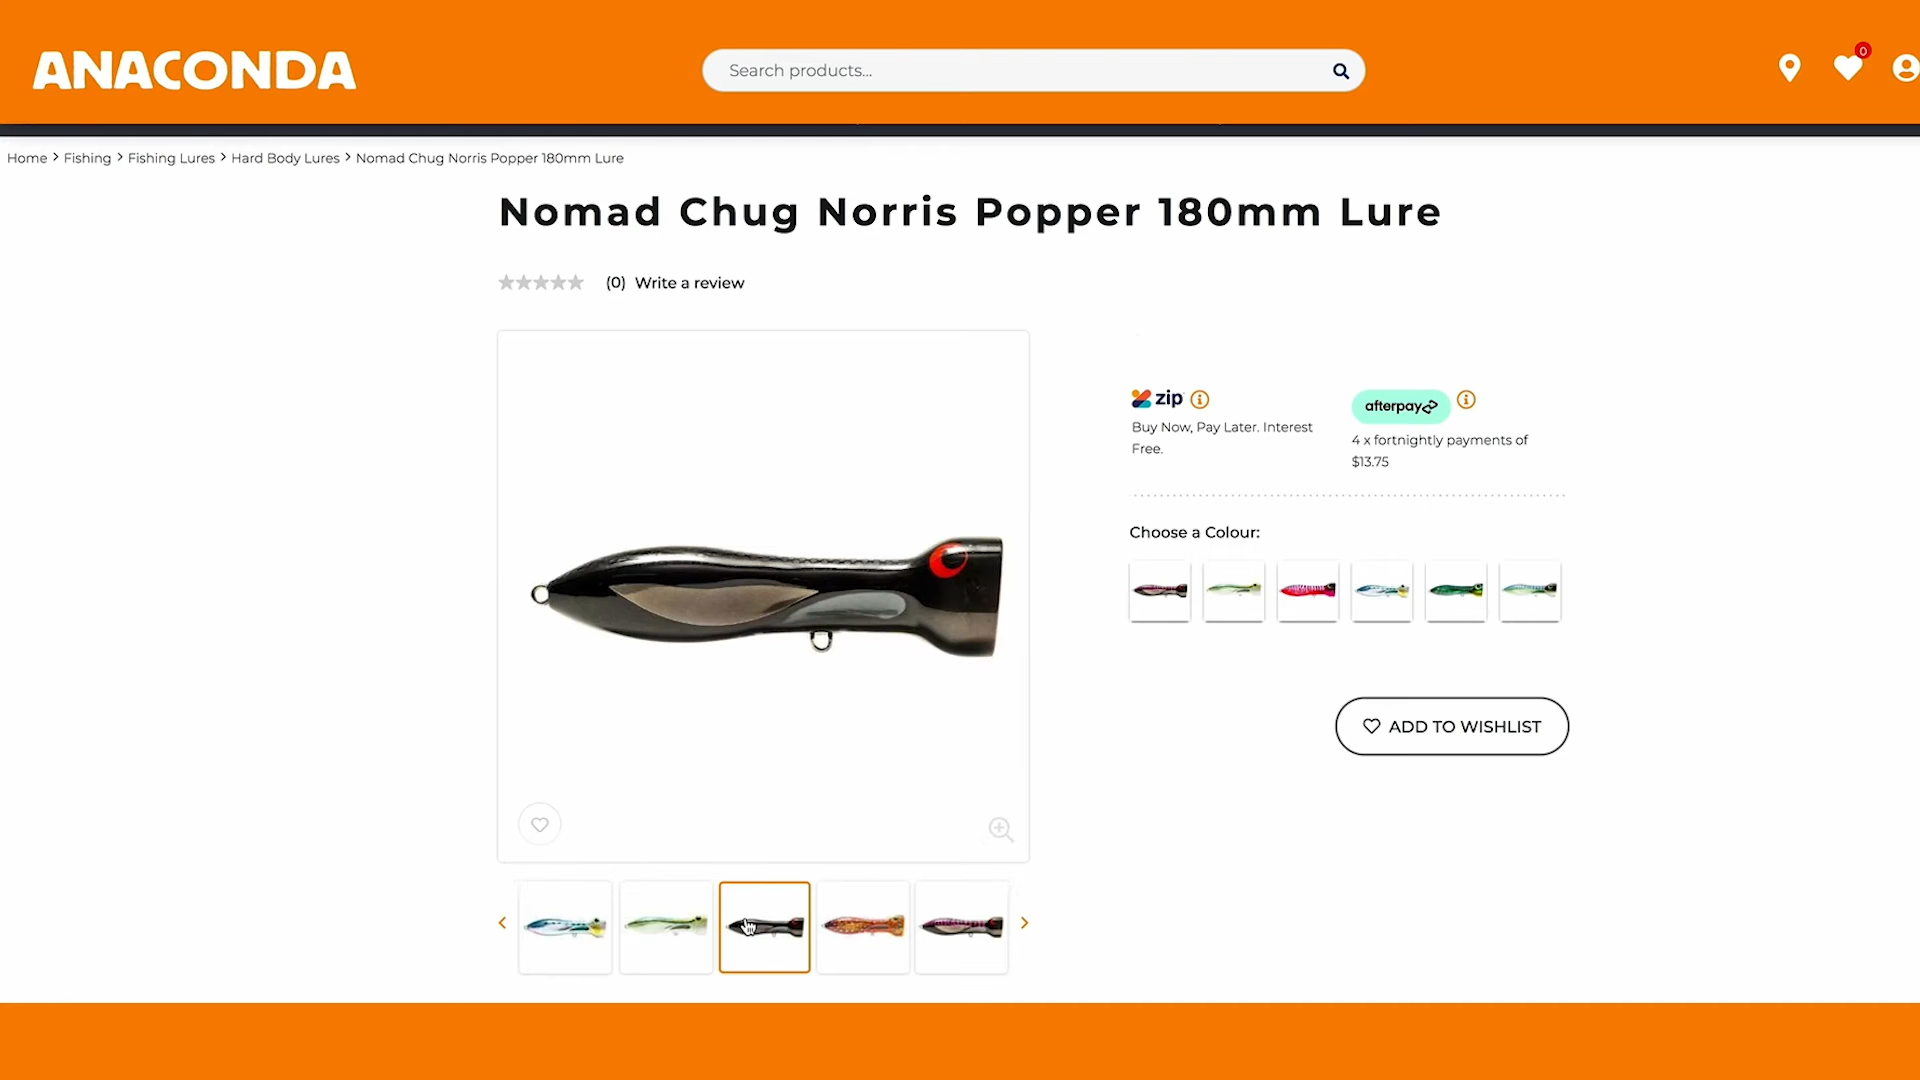 ANACONDA
Search products...
0
Home > Fishing > Fishing Lures > Hard Body Lures > Nomad Chug Norris Popper 180mm Lure
Nomad Chug Norris Popper 180mm Lure
(0) Write a review
zip
Buy Now, Pay Later. Interest
Free.
afterpay
4 x fortnightly payments of
$13.75
Choose a Colour:
ADD TO WISHLIST